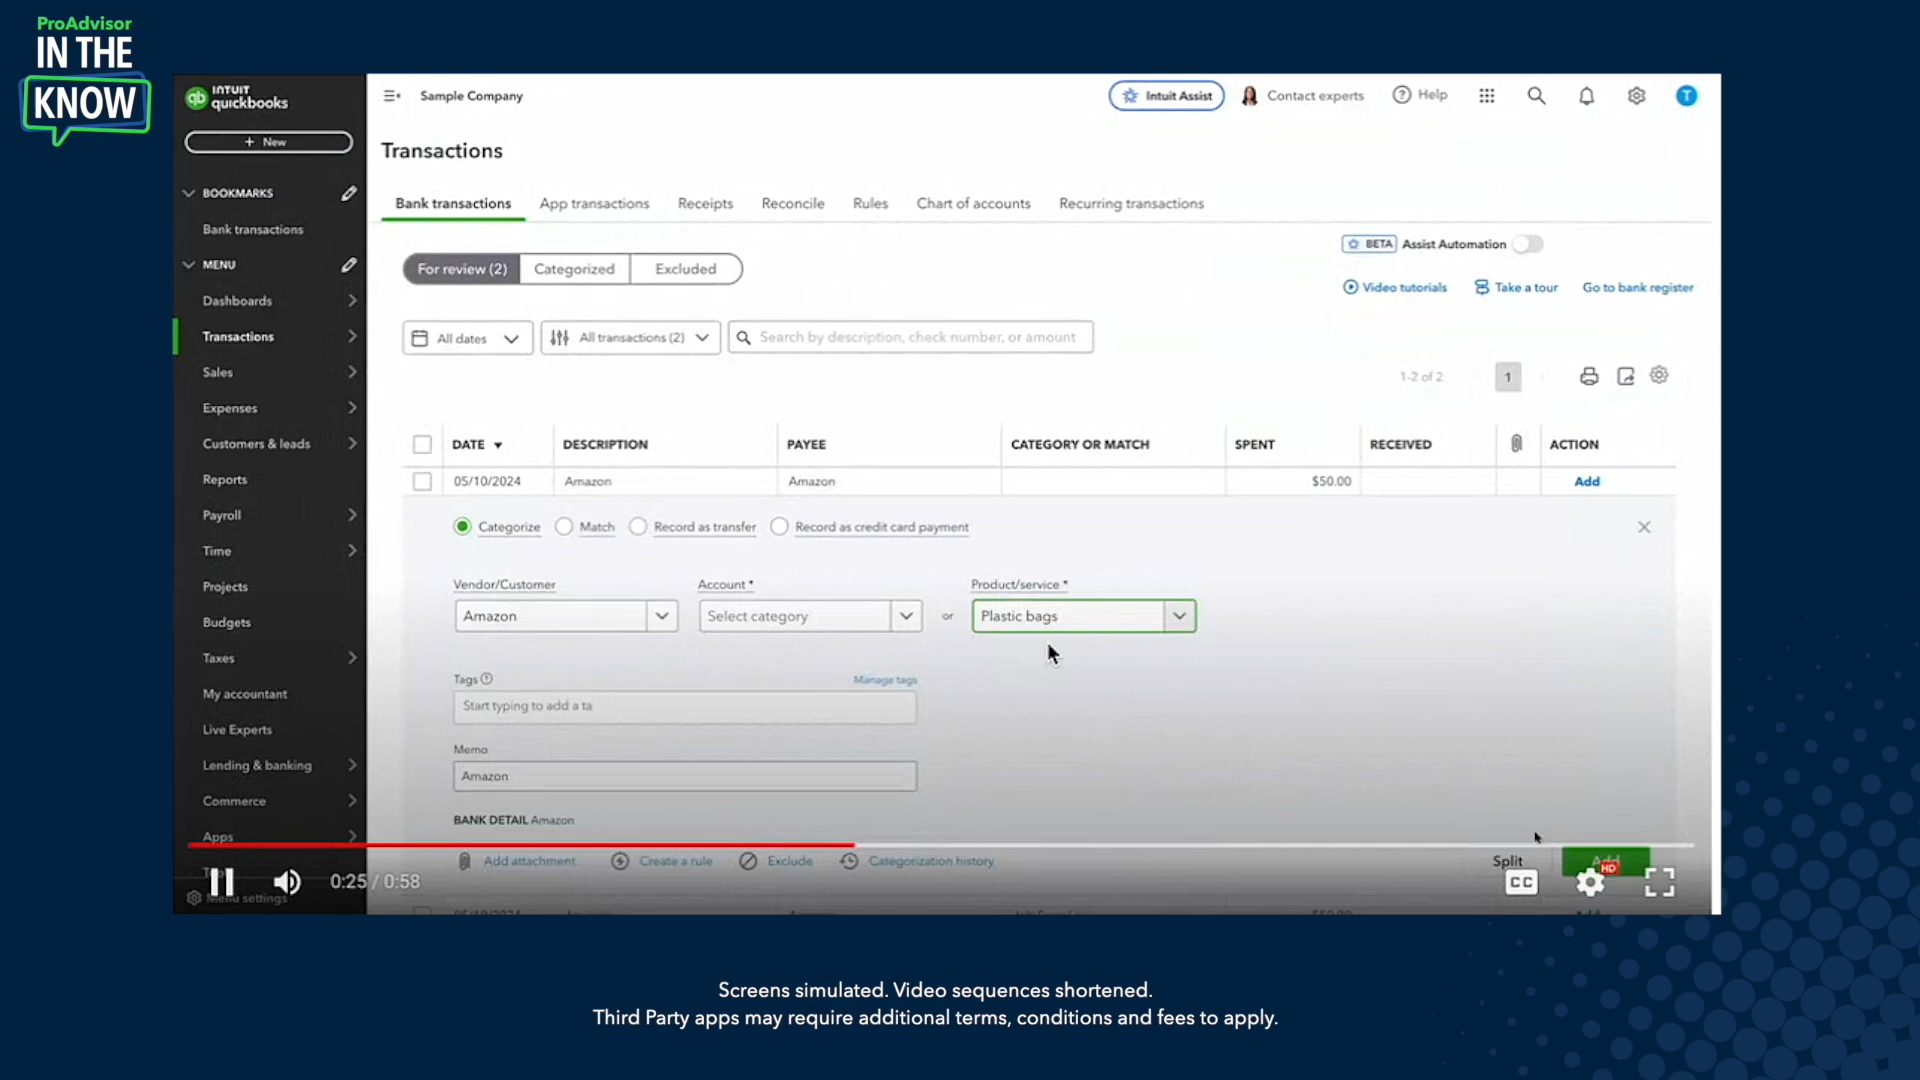 ProAdvisor
IN THE
KNOW
INTUIT
quickbooks
+ New
BOOKMARKS
Bank transactions
MENU
Dashboards
Transactions
Sales
Expenses
Customers & leads
Reports
Payroll
Time
Projects
Budgets
Taxes
My accountant
Live Experts
Lending & banking
Commerce
Apps
Menu settings
Sample Company
Intuit Assist
Contact experts
Help
T
Transactions
Bank transactions App transactions Receipts Reconcile Rules Chart of accounts Recurring transactions
BETA Assist Automation
For review (2) Categorized Excluded
Video tutorials Take a tour Go to bank register
All dates All transactions (2) Search by description, check number, or amount
1-2 of 2 1
DATE DESCRIPTION PAYEE CATEGORY OR MATCH SPENT RECEIVED ACTION
05/10/2024 Amazon Amazon $50.00 Add
Categorize Match Record as transfer Record as credit card payment
Vendor/Customer Account * Product/service *
Amazon Select category or Plastic bags
Tags Manage tags
Start typing to add a ta
Memo
Amazon
BANK DETAIL Amazon
Add attachment Create a rule Exclude Categorization history Split Add
0:25 / 0:58 CC HD
Screens simulated. Video sequences shortened.
Third Party apps may require additional terms, conditions and fees to apply.